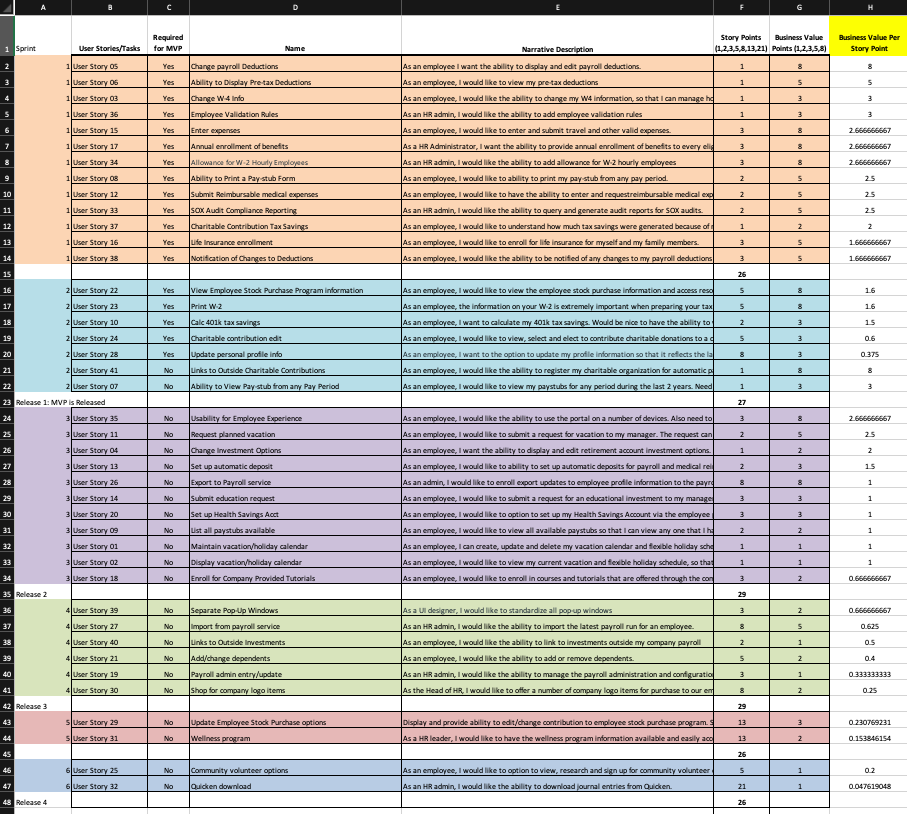 A B C D E F G H
1 Sprint User Stories/Tasks Required for MVP Name Narrative Description Story Points (1,2,3,5,8,13,21) Business Value Points (1,2,3,5,8) Business Value Per Story Point
2 1 User Story 05 Yes Change payroll Deductions As an employee I want the ability to display and edit payroll deductions. 1 8 8
3 1 User Story 06 Yes Ability to Display Pre-tax Deductions As an employee, I would like to view my pre-tax deductions 1 5 5
4 1 User Story 03 Yes Change W-4 Info As an employee, I would like the ability to change my W4 information, so that I can manage ho 1 3 3
5 1 User Story 36 Yes Employee Validation Rules As an HR admin, I would like the ability to add employee validation rules 1 3 3
6 1 User Story 15 Yes Enter expenses As an employee, I would like to enter and submit travel and other valid expenses. 3 8 2.666666667
7 1 User Story 17 Yes Annual enrollment of benefits As a HR Administrator, I want the ability to provide annual enrollment of benefits to every elig 3 8 2.666666667
8 1 User Story 34 Yes Allowance for W-2 Hourly Employees As an HR admin, I would like the ability to add allowance for W-2 hourly employees 3 8 2.666666667
9 1 User Story 08 Yes Ability to Print a Pay-stub Form As an employee, I would like to ability to print my pay-stub from any pay period. 2 5 2.5
10 1 User Story 12 Yes Submit Reimbursable medical expenses As an employee, I would like to have the ability to enter and requestreimbursable medical exp 2 5 2.5
11 1 User Story 33 Yes SOX Audit Compliance Reporting As an HR admin, I would like the ability to query and generate audit reports for SOX audits. 2 5 2.5
12 1 User Story 37 Yes Charitable Contribution Tax Savings As an employee, I would like to understand how much tax savings were generated because of m 1 2 2
13 1 User Story 16 Yes Life Insurance enrollment As an employee, I would like to enroll for life insurance for myself and my family members. 3 5 1.666666667
14 1 User Story 38 Yes Notification of Changes to Deductions As an employee, I would like the ability to be notified of any changes to my payroll deductions 3 5 1.666666667
15 26
16 2 User Story 22 Yes View Employee Stock Purchase Program information As an employee, I would like to view the employee stock purchase information and access reso 5 8 1.6
17 2 User Story 23 Yes Print W-2 As an employee, the information on your W-2 is extremely important when preparing your tax 5 8 1.6
18 2 User Story 10 Yes Calc 401k tax savings As an employee, I want to calculate my 401k tax savings. Would be nice to have the ability to 2 3 1.5
19 2 User Story 24 Yes Charitable contribution edit As an employee, I would like to view, select and elect to contribute charitable donations to a c 5 3 0.6
20 2 User Story 28 Yes Update personal profile info As an employee, I want to the option to update my profile information so that it reflects the la 8 3 0.375
21 2 User Story 41 No Links to Outside Charitable Contributions As an employee, I would like the ability to register my charitable organization for automatic p 1 8 8
22 2 User Story 07 No Ability to View Pay-stub from any Pay Period As an employee, I would like to view my paystubs for any period during the last 2 years. Need 1 3 3
23 Release 1: MVP is Released 27
24 3 User Story 35 No Usability for Employee Experience As an employee, I would like the ability to use the portal on a number of devices. Also need to 3 8 2.666666667
25 3 User Story 11 No Request planned vacation As an employee, I would like to submit a request for vacation to my manager. The request can 2 5 2.5
26 3 User Story 04 No Change Investment Options As an employee, I want the ability to display and edit retirement account investment options. 1 2 2
27 3 User Story 13 No Set up automatic deposit As an employee, I would like to ability to set up automatic deposits for payroll and medical rei 2 3 1.5
28 3 User Story 26 No Export to Payroll service As an admin, I would like to enroll export updates to employee profile information to the payro 8 8 1
29 3 User Story 14 No Submit education request As an employee, I would like to submit a request for an educational investment to my manage 3 3 1
30 3 User Story 20 No Set up Health Savings Acct As an employee, I would like to option to set up my Health Savings Account via the employee 3 3 1
31 3 User Story 09 No List all paystubs available As an employee, I would like to view all available paystubs so that I can view any one that I ha 2 2 1
32 3 User Story 01 No Maintain vacation/holiday calendar As an employee, I can create, update and delete my vacation calendar and flexible holiday sche 1 1 1
33 3 User Story 02 No Display vacation/holiday calendar As an employee, I would like to view my current vacation and flexible holiday schedule, so that 1 1 1
34 3 User Story 18 No Enroll for Company Provided Tutorials As an employee, I would like to enroll in courses and tutorials that are offered through the com 3 2 0.666666667
35 Release 2 29
36 4 User Story 39 No Separate Pop-Up Windows As a UI designer, I would like to standardize all pop-up windows 3 2 0.666666667
37 4 User Story 27 No Import from payroll service As an HR admin, I would like the ability to import the latest payroll run for an employee. 8 5 0.625
38 4 User Story 40 No Links to Outside Investments As an employee, I would like the ability to link to investments outside my company payroll 2 1 0.5
39 4 User Story 21 No Add/change dependents As an employee, I would like the ability to add or remove dependents. 5 2 0.4
40 4 User Story 19 No Payroll admin entry/update As an HR admin, I would like the ability to manage the payroll administration and configuratio 3 1 0.333333333
41 4 User Story 30 No Shop for company logo items As the Head of HR, I would like to offer a number of company logo items for purchase to our em 8 2 0.25
42 Release 3 29
43 5 User Story 29 No Update Employee Stock Purchase options Display and provide ability to edit/change contribution to employee stock purchase program. S 13 3 0.230769231
44 5 User Story 31 No Wellness program As a HR leader, I would like to have the wellness program information available and easily acc 13 2 0.153846154
45 26
46 6 User Story 25 No Community volunteer options As an employee, I would like to option to view, research and sign up for community volunteer 5 1 0.2
47 6 User Story 32 No Quicken download As an HR admin, I would like the ability to download journal entries from Quicken. 21 1 0.047619048
48 Release 4 26